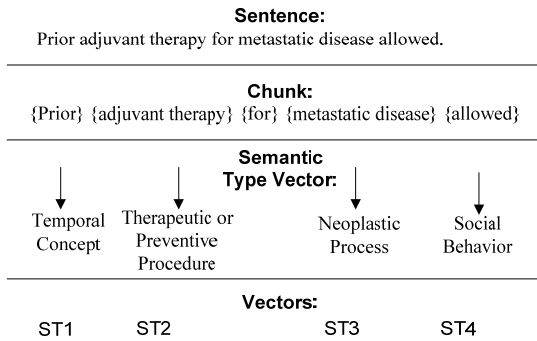 Sentence:
Prior adjuvant therapy for metastatic disease allowed.
Chunk:
{Prior} {adjuvant therapy} {for} {metastatic disease} {allowed}
Semantic
Type Vector:
Temporal Concept
Therapeutic or Preventive Procedure
Neoplastic Process
Social Behavior
Vectors:
ST1 ST2 ST3 ST4